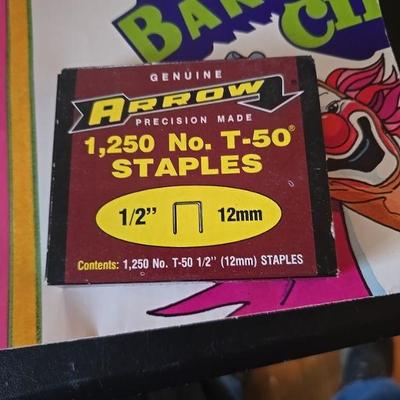 GENUINE
ARROW
PRECISION MADE
1,250 No. T-50®
STAPLES
1/2" 12mm
Contents: 1,250 No. T-50 1/2" (12mm) STAPLES